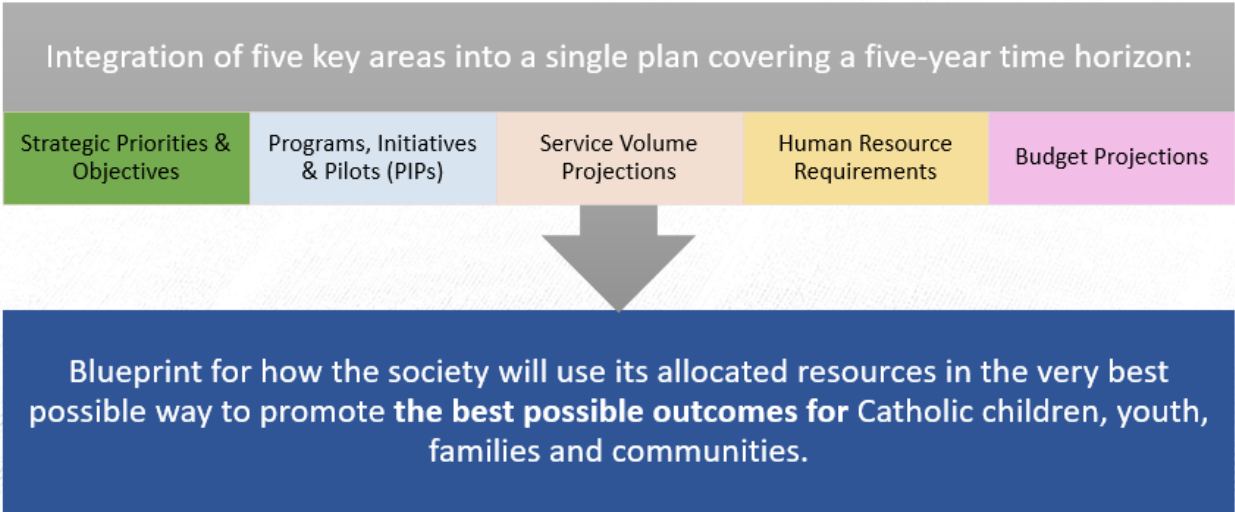 Integration of five key areas into a single plan covering a five-year time horizon:
Strategic Priorities &
Objectives
Programs, Initiatives
& Pilots (PIPs)
Service Volume
Projections
Human Resource
Requirements
Budget Projections
Blueprint for how the society will use its allocated resources in the very best
possible way to promote the best possible outcomes for Catholic children, youth,
families and communities.